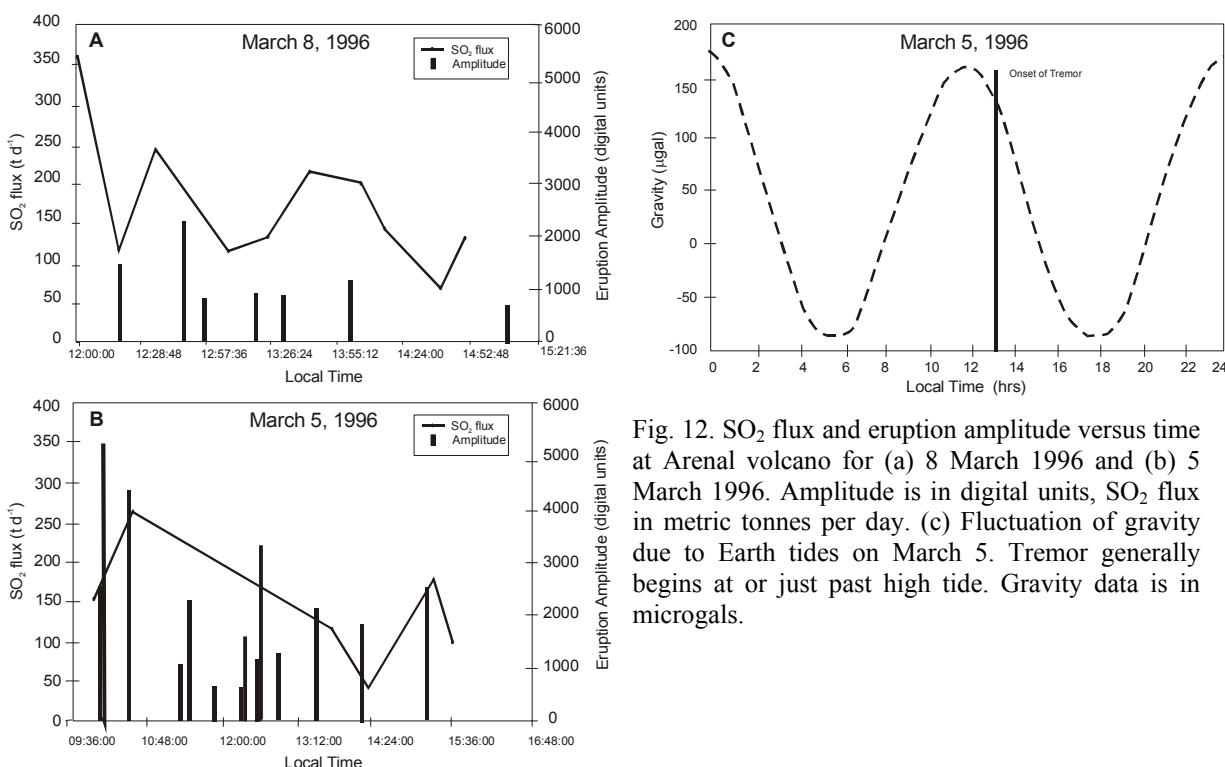 A
March 8, 1996
SO2 flux
Amplitude
400
350
300
250
200
150
100
50
0
SO2 flux (t d-1)
6000
5000
4000
3000
2000
1000
0
Eruption Amplitude (digital units)
12:00:00 12:28:48 12:57:36 13:26:24 13:55:12 14:24:00 14:52:48 15:21:36
Local Time
B
March 5, 1996
SO2 flux
Amplitude
400
350
300
250
200
150
100
50
0
SO2 flux (t d-1)
6000
5000
4000
3000
2000
1000
0
Eruption Amplitude (digital units)
09:36:00 10:48:00 12:00:00 13:12:00 14:24:00 15:36:00 16:48:00
Local Time
C
March 5, 1996
Onset of Tremor
200
150
100
50
0
-50
-100
Gravity (µgal)
0 2 4 6 8 10 12 14 16 18 20 22 24
Local Time (hrs)
Fig. 12. SO2 flux and eruption amplitude versus time
at Arenal volcano for (a) 8 March 1996 and (b) 5
March 1996. Amplitude is in digital units, SO2 flux
in metric tonnes per day. (c) Fluctuation of gravity
due to Earth tides on March 5. Tremor generally
begins at or just past high tide. Gravity data is in
microgals.